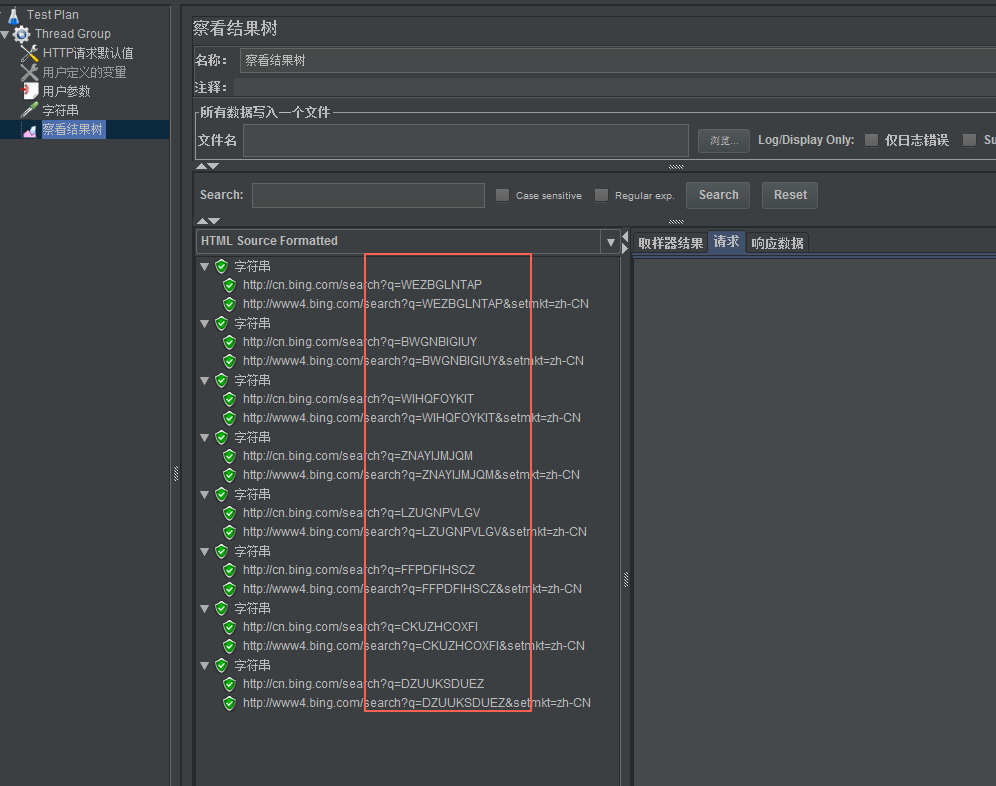 Test Plan
Thread Group
HTTP请求默认值
用户定义的变量
用户参数
字符串
察看结果树
察看结果树
名称： 察看结果树
注释：
所有数据写入一个文件
文件名 浏览... Log/Display Only: 仅日志错误 Su
Search: Case sensitive Regular exp. Search Reset
HTML Source Formatted
取样器结果 请求 响应数据
字符串
http://cn.bing.com/search?q=WEZBGLNTAP
http://www4.bing.com/search?q=WEZBGLNTAP&setmkt=zh-CN
字符串
http://cn.bing.com/search?q=BWGNBIGIUY
http://www4.bing.com/search?q=BWGNBIGIUY&setmkt=zh-CN
字符串
http://cn.bing.com/search?q=WIHQFOYKIT
http://www4.bing.com/search?q=WIHQFOYKIT&setmkt=zh-CN
字符串
http://cn.bing.com/search?q=ZNAYIJMJQM
http://www4.bing.com/search?q=ZNAYIJMJQM&setmkt=zh-CN
字符串
http://cn.bing.com/search?q=LZUGNPVLGV
http://www4.bing.com/search?q=LZUGNPVLGV&setmkt=zh-CN
字符串
http://cn.bing.com/search?q=FFPDFIHSCZ
http://www4.bing.com/search?q=FFPDFIHSCZ&setmkt=zh-CN
字符串
http://cn.bing.com/search?q=CKUZHCOXFI
http://www4.bing.com/search?q=CKUZHCOXFI&setmkt=zh-CN
字符串
http://cn.bing.com/search?q=DZUUKSDUEZ
http://www4.bing.com/search?q=DZUUKSDUEZ&setmkt=zh-CN